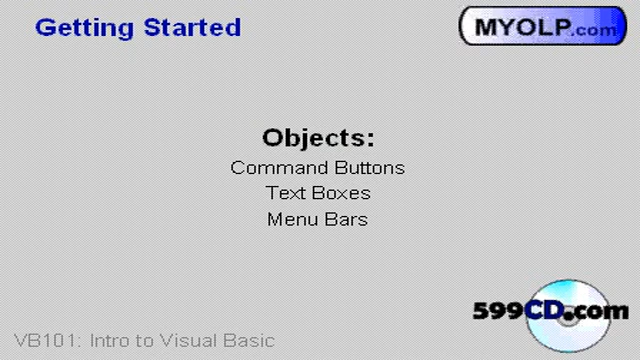 Getting Started
MYOLP.com
Objects:
Command Buttons
Text Boxes
Menu Bars
599CD.com
VB101: Intro to Visual Basic